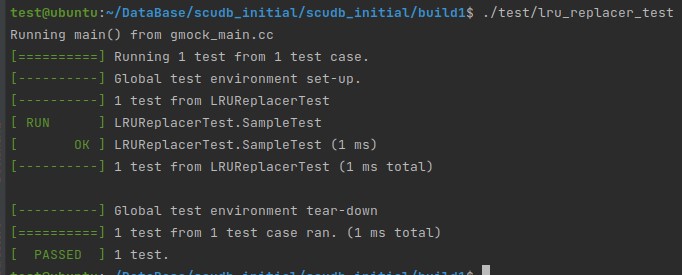 test@ubuntu:~/DataBase/scudb_initial/scudb_initial/build1$ ./test/lru_replacer_test
Running main() from gmock_main.cc
[==========] Running 1 test from 1 test case.
[----------] Global test environment set-up.
[----------] 1 test from LRUReplacerTest
[ RUN      ] LRUReplacerTest.SampleTest
[       OK ] LRUReplacerTest.SampleTest (1 ms)
[----------] 1 test from LRUReplacerTest (1 ms total)

[----------] Global test environment tear-down
[==========] 1 test from 1 test case ran. (1 ms total)
[  PASSED  ] 1 test.
test@ubuntu:~/DataBase/scudb_initial/scudb_initial/build1$